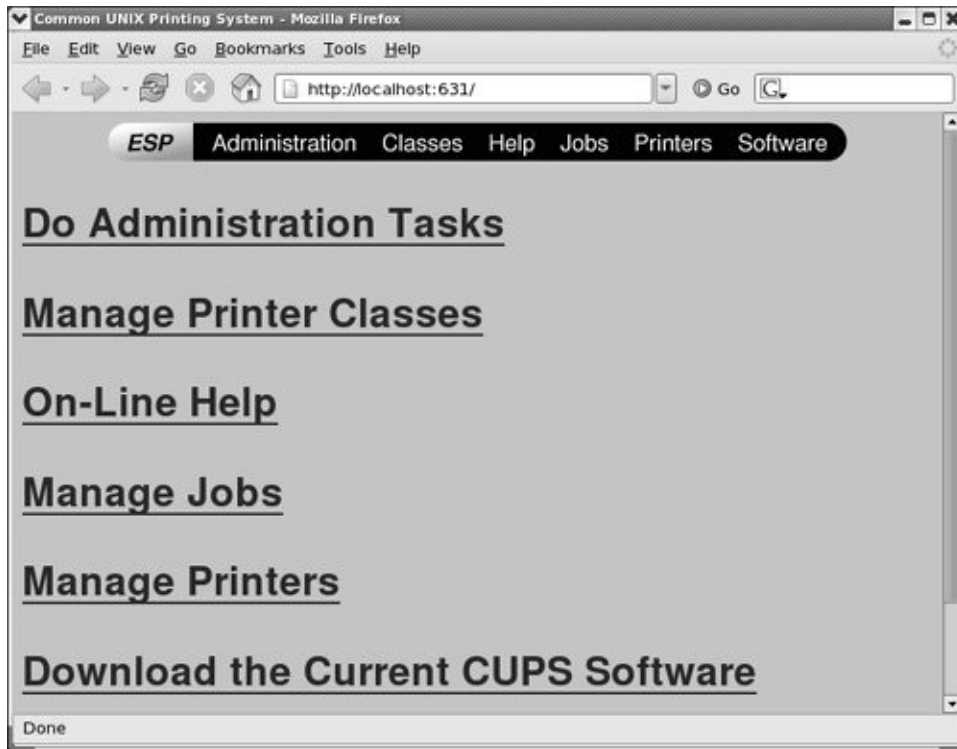 Common UNIX Printing System - Mozilla Firefox
File Edit View Go Bookmarks Tools Help
http://localhost:631/ Go G
ESP Administration Classes Help Jobs Printers Software
Do Administration Tasks
Manage Printer Classes
On-Line Help
Manage Jobs
Manage Printers
Download the Current CUPS Software
Done